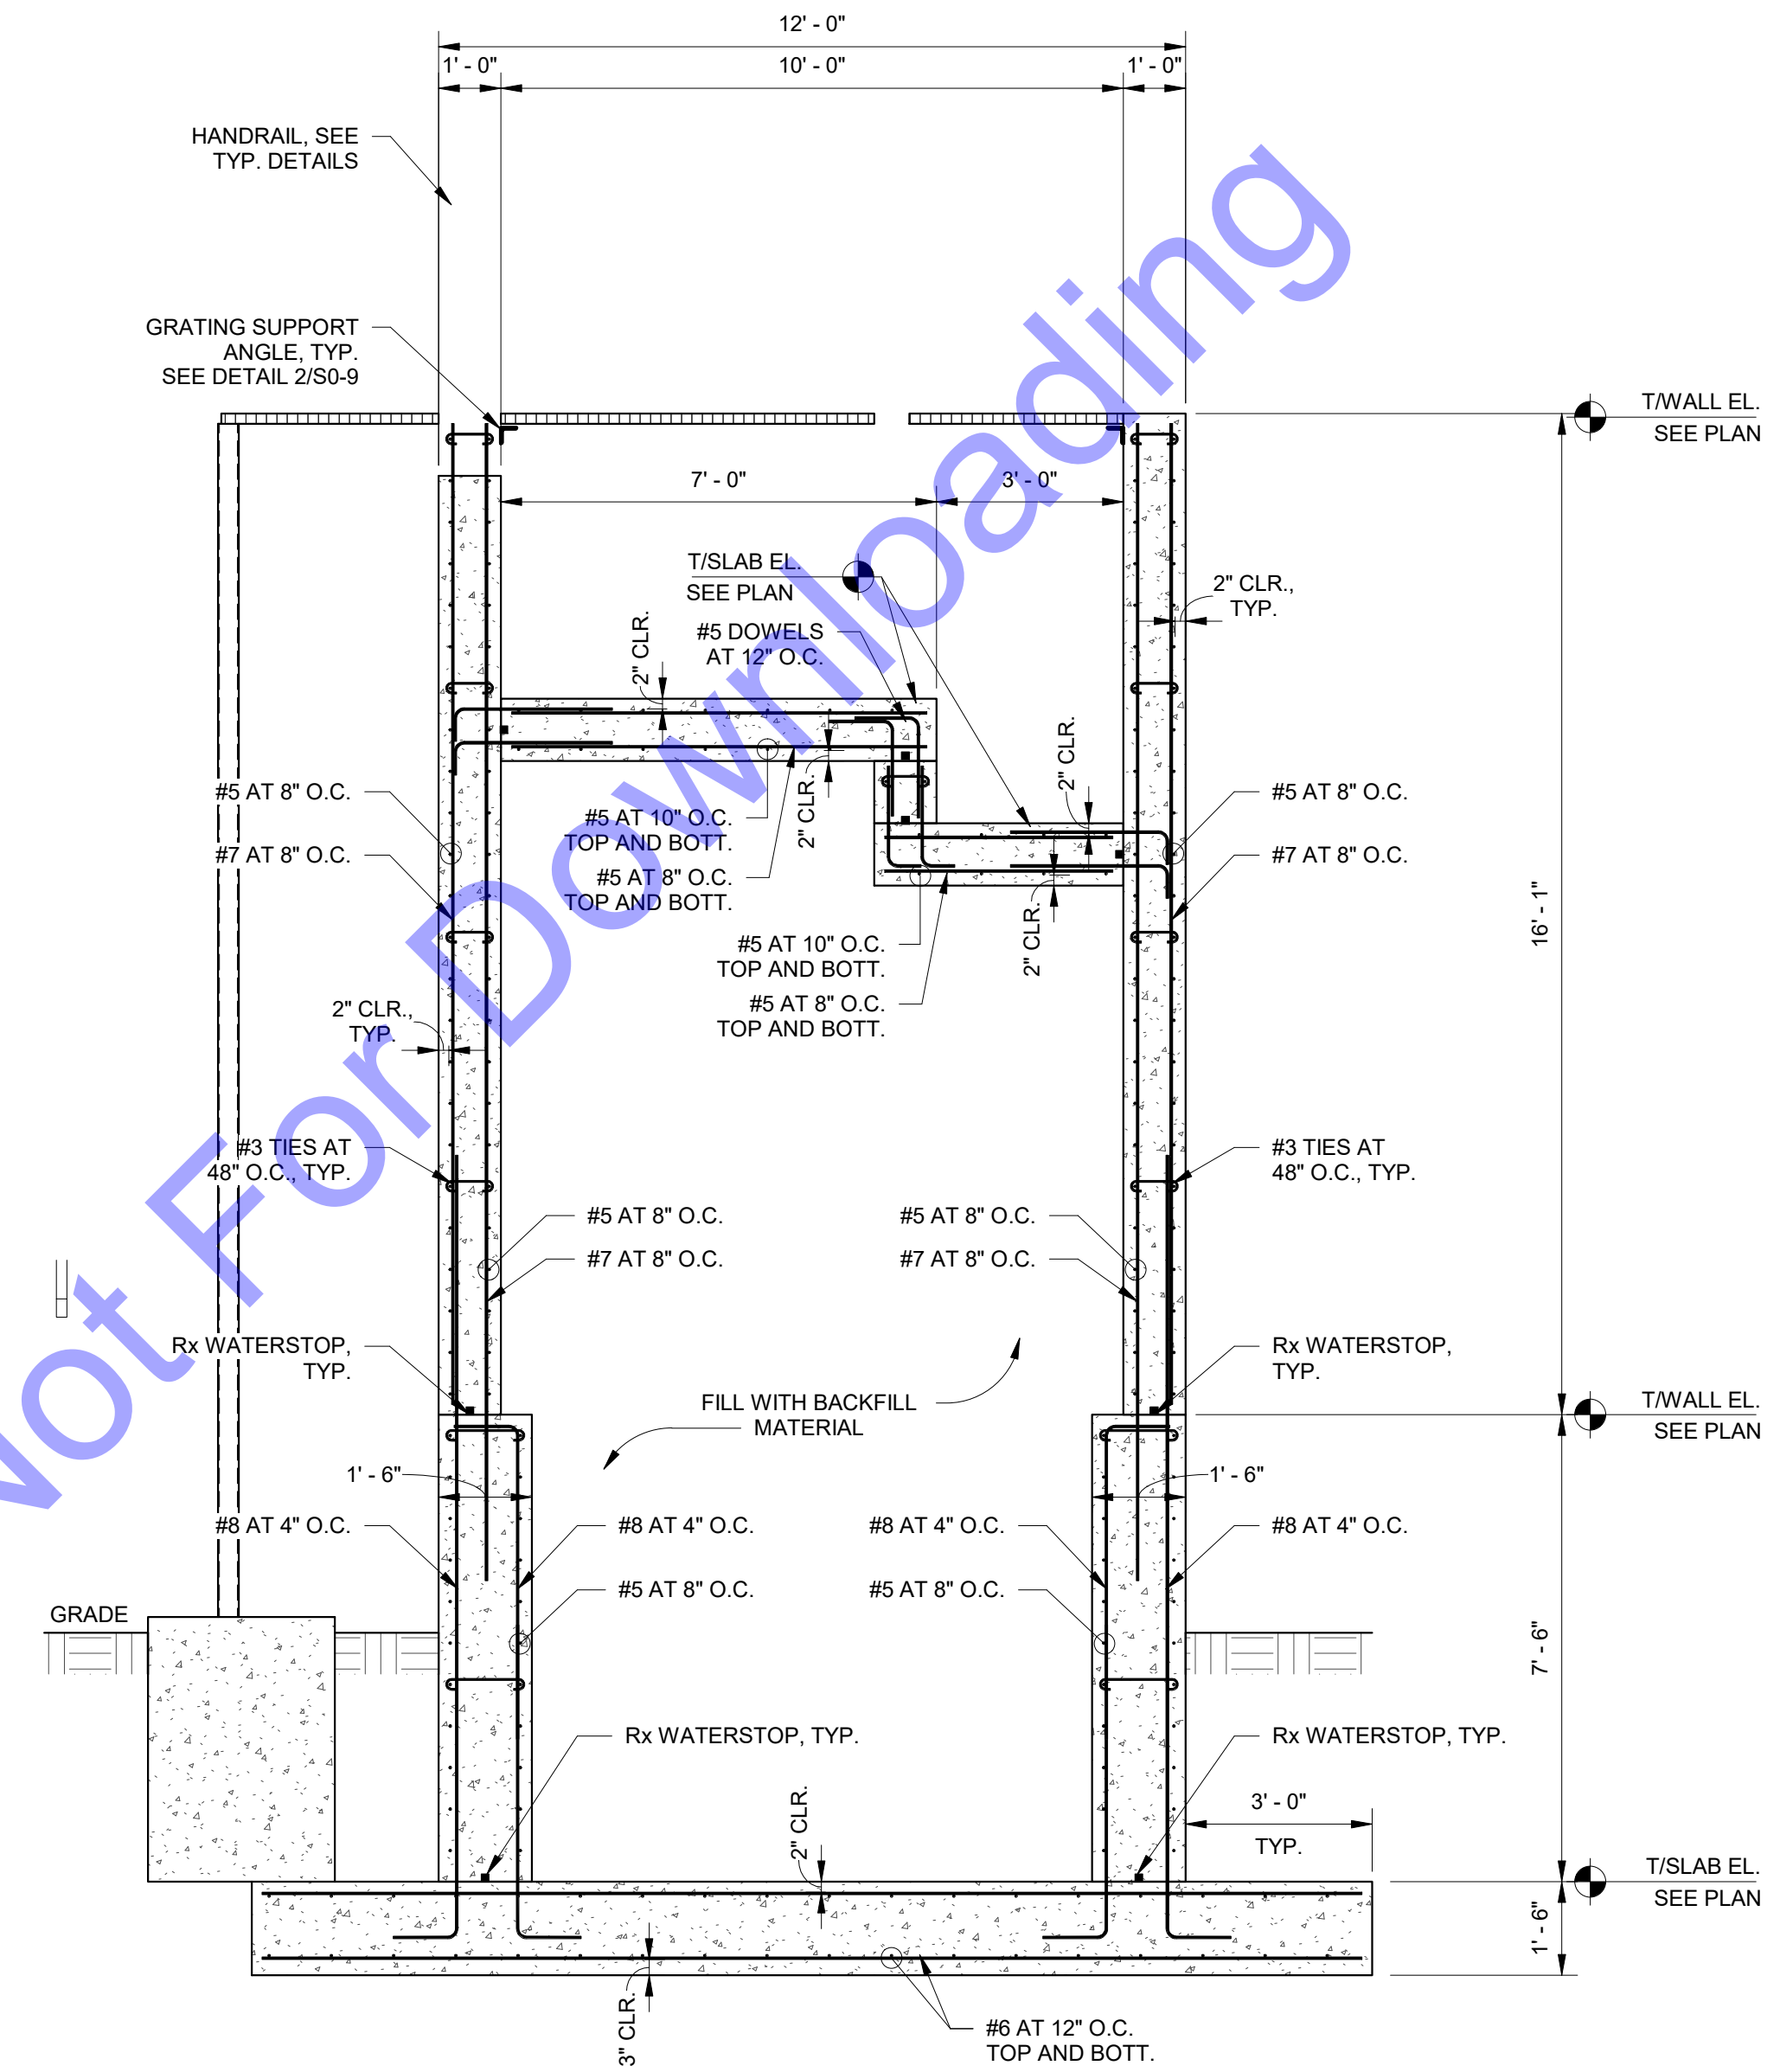 12' - 0"
1' - 0"
10' - 0"
1' - 0"
HANDRAIL, SEE
TYP. DETAILS
GRATING SUPPORT
ANGLE, TYP.
SEE DETAIL 2/S0-9
T/WALL EL.
SEE PLAN
7' - 0"
3' - 0"
T/SLAB EL.
SEE PLAN
2" CLR.,
TYP.
#5 DOWELS
AT 12" O.C.
2" CLR.
2" CLR.
2" CLR.
2" CLR.
#5 AT 8" O.C.
#7 AT 8" O.C.
#5 AT 10" O.C.
TOP AND BOTT.
#5 AT 8" O.C.
TOP AND BOTT.
#5 AT 8" O.C.
#7 AT 8" O.C.
#5 AT 10" O.C.
TOP AND BOTT.
#5 AT 8" O.C.
TOP AND BOTT.
16' - 1"
2" CLR.,
TYP.
#3 TIES AT
48" O.C., TYP.
#3 TIES AT
48" O.C., TYP.
#5 AT 8" O.C.
#7 AT 8" O.C.
#5 AT 8" O.C.
#7 AT 8" O.C.
Rx WATERSTOP,
TYP.
Rx WATERSTOP,
TYP.
FILL WITH BACKFILL
MATERIAL
T/WALL EL.
SEE PLAN
1' - 6"
1' - 6"
#8 AT 4" O.C.
#8 AT 4" O.C.
#8 AT 4" O.C.
#8 AT 4" O.C.
#5 AT 8" O.C.
#5 AT 8" O.C.
GRADE
7' - 6"
Rx WATERSTOP, TYP.
Rx WATERSTOP, TYP.
2" CLR.
3' - 0"
TYP.
T/SLAB EL.
SEE PLAN
1' - 6"
3" CLR.
#6 AT 12" O.C.
TOP AND BOTT.
Not For Downloading